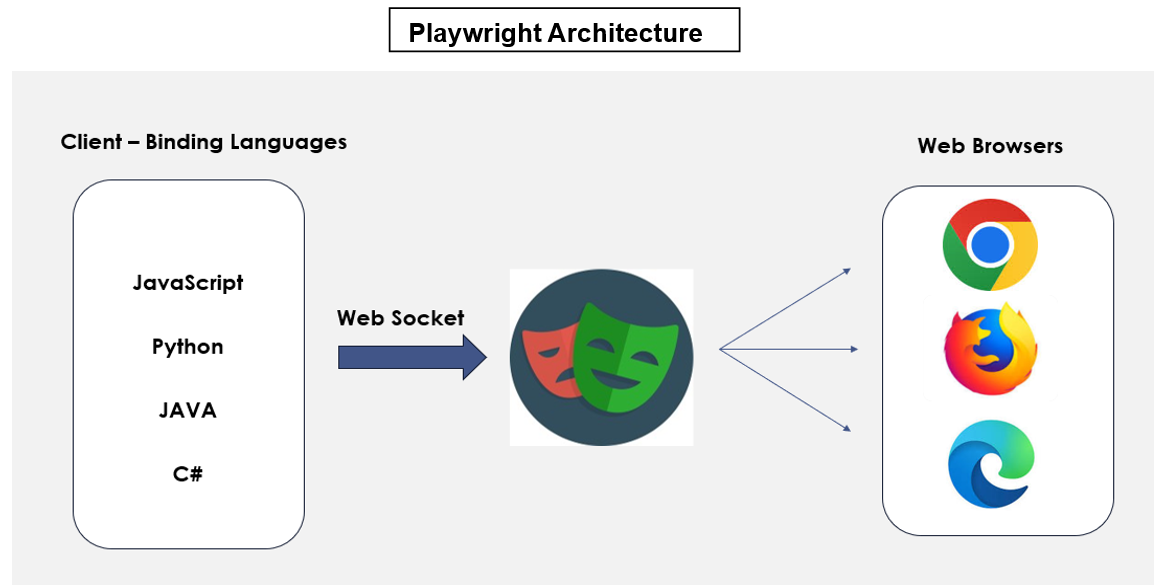 Playwright Architecture
Client – Binding Languages
JavaScript
Python
JAVA
C#
Web Socket
Web Browsers